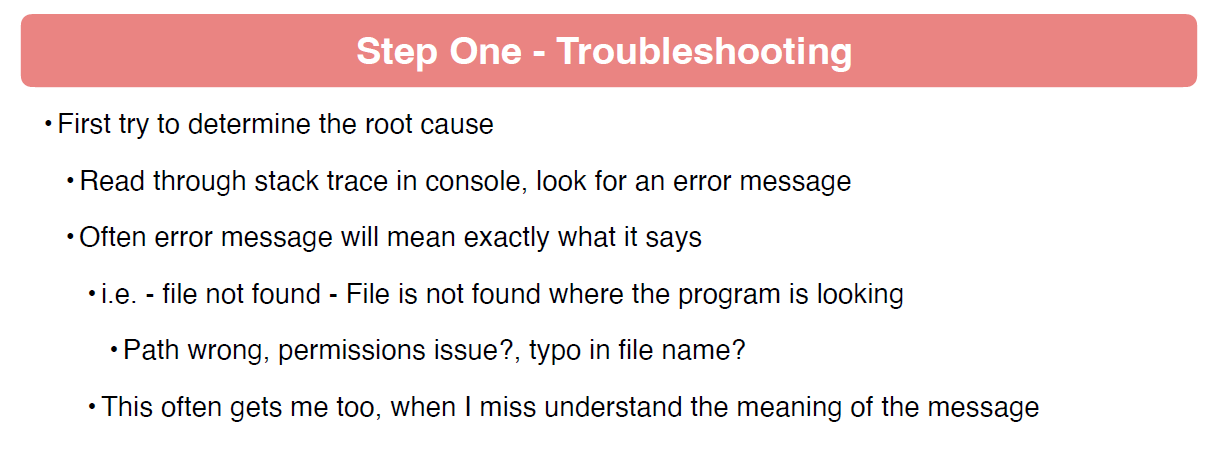 Step One - Troubleshooting
• First try to determine the root cause
• Read through stack trace in console, look for an error message
• Often error message will mean exactly what it says
• i.e. - file not found - File is not found where the program is looking
• Path wrong, permissions issue?, typo in file name?
• This often gets me too, when I miss understand the meaning of the message